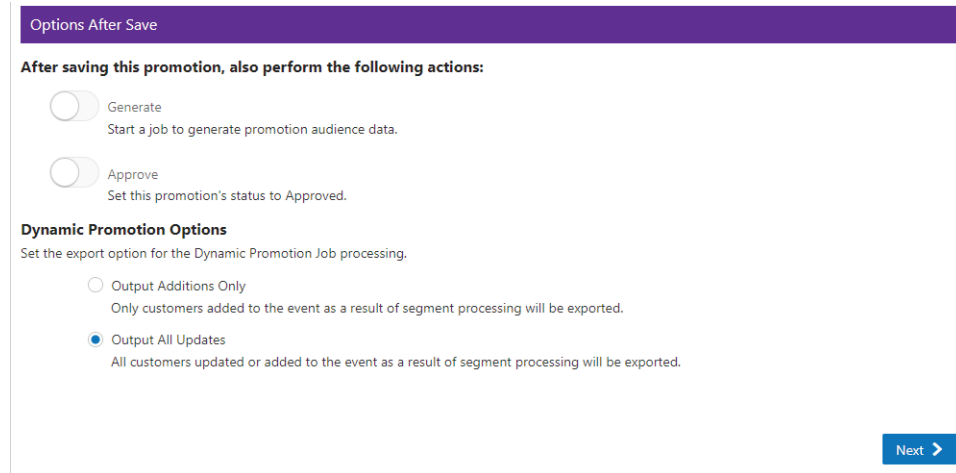 Options After Save
After saving this promotion, also perform the following actions:
Generate
Start a job to generate promotion audience data.
Approve
Set this promotion's status to Approved.
Dynamic Promotion Options
Set the export option for the Dynamic Promotion Job processing.
Output Additions Only
Only customers added to the event as a result of segment processing will be exported.
Output All Updates
All customers updated or added to the event as a result of segment processing will be exported.
Next